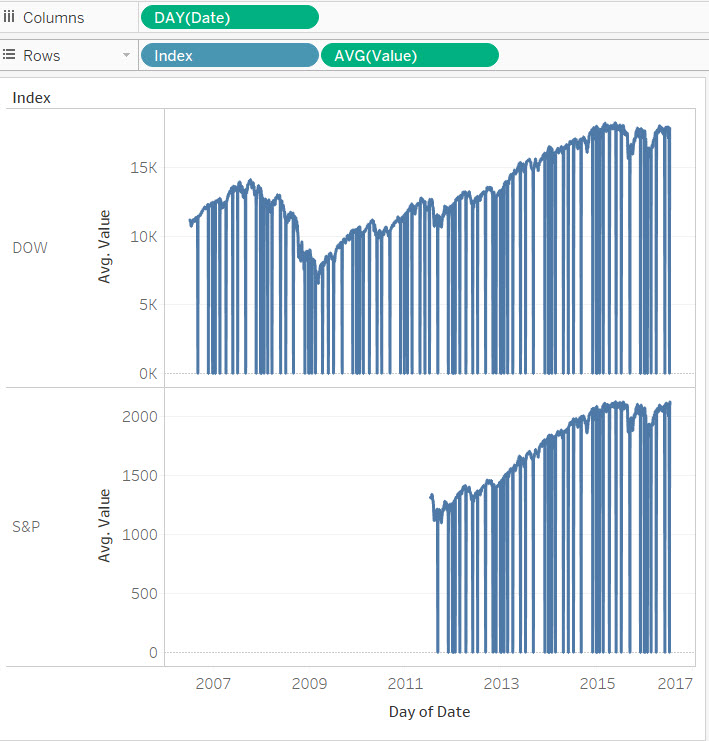 Columns DAY(Date)
Rows Index AVG(Value)
Index
DOW
Avg. Value
15K
10K
5K
0K
S&P
Avg. Value
2000
1500
1000
500
0
2007 2009 2011 2013 2015 2017
Day of Date